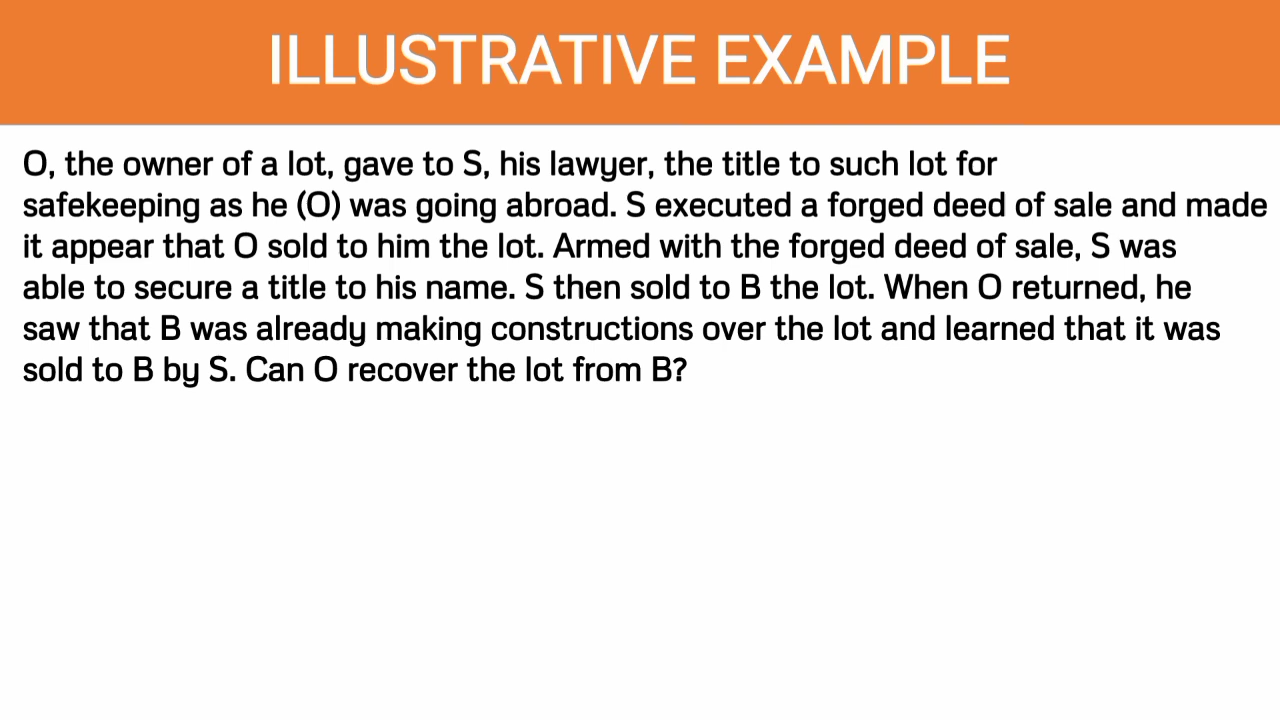 ILLUSTRATIVE EXAMPLE
O, the owner of a lot, gave to S, his lawyer, the title to such lot for
safekeeping as he (O) was going abroad. S executed a forged deed of sale and made
it appear that O sold to him the lot. Armed with the forged deed of sale, S was
able to secure a title to his name. S then sold to B the lot. When O returned, he
saw that B was already making constructions over the lot and learned that it was
sold to B by S. Can O recover the lot from B?